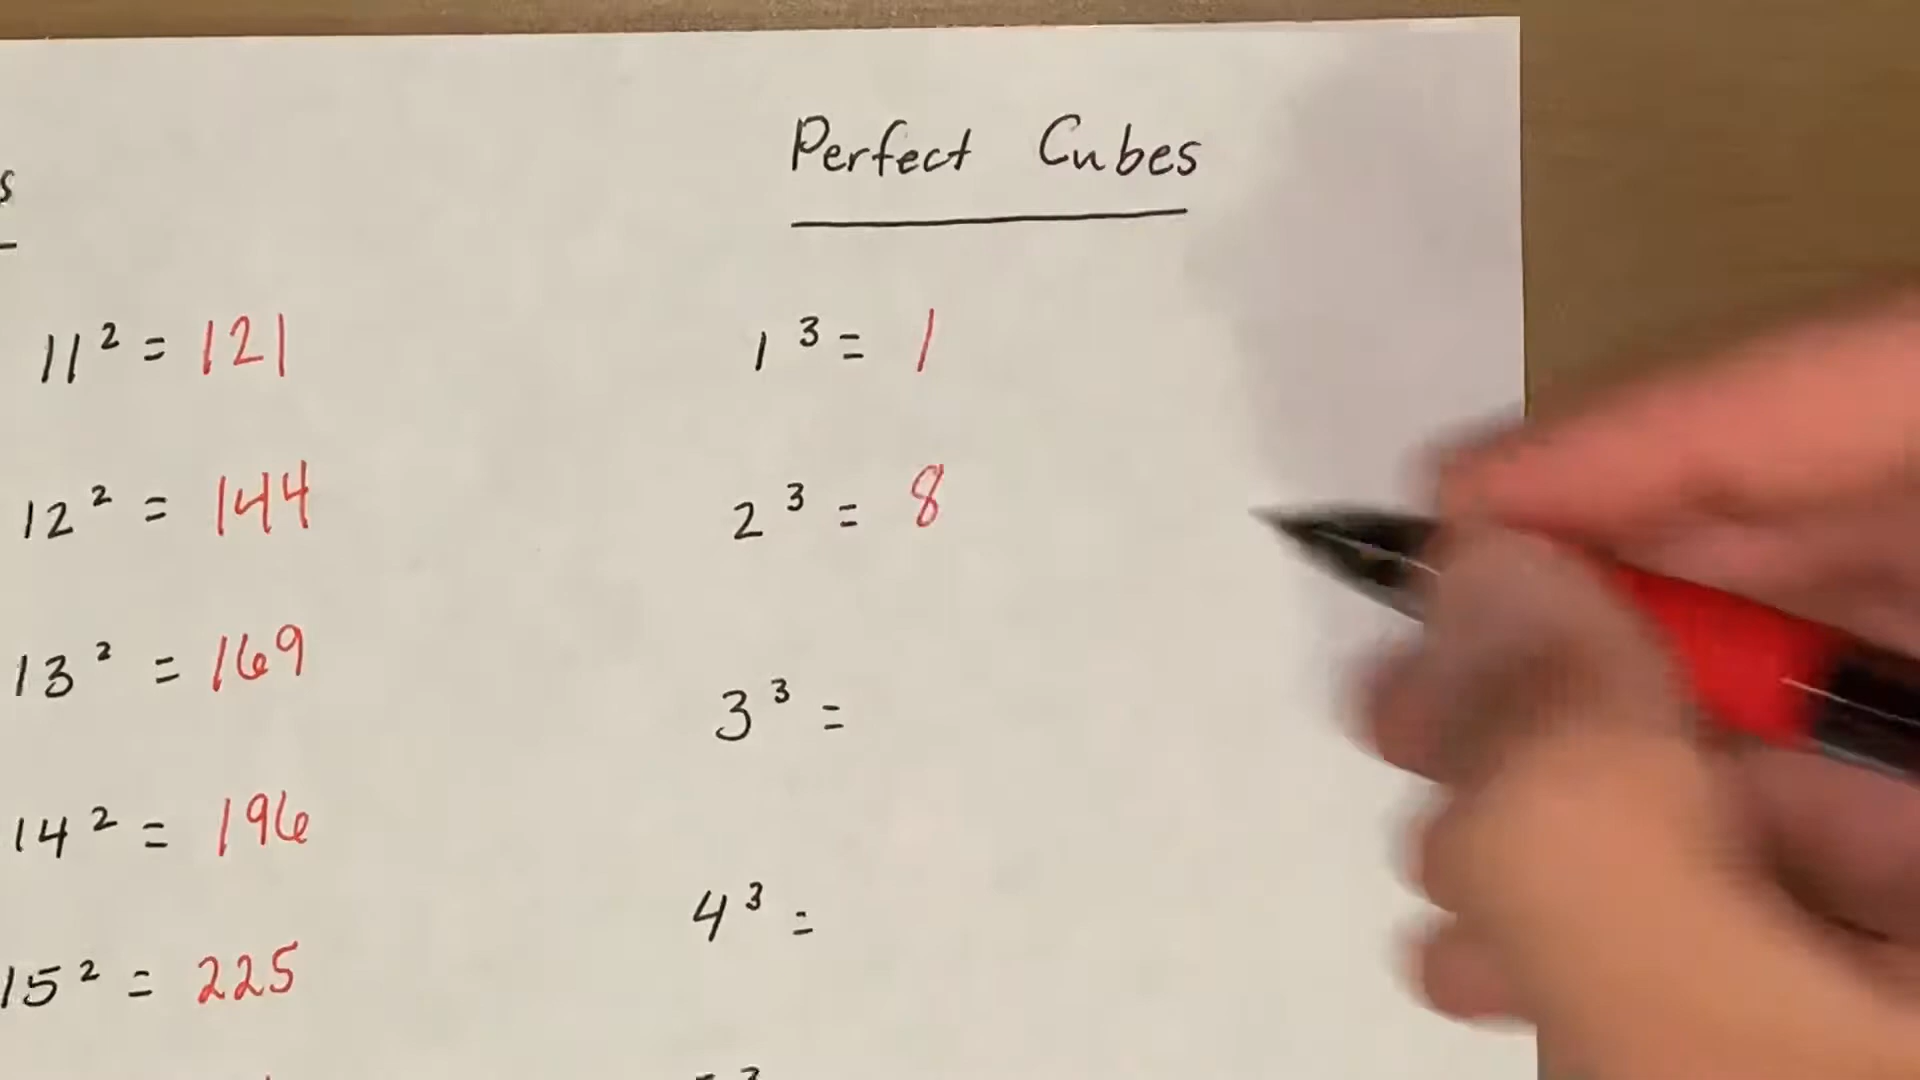 s
11² = 121
12² = 144
13² = 169
14² = 196
15² = 225
Perfect Cubes
1³ = 1
2³ = 8
3³ =
4³ =